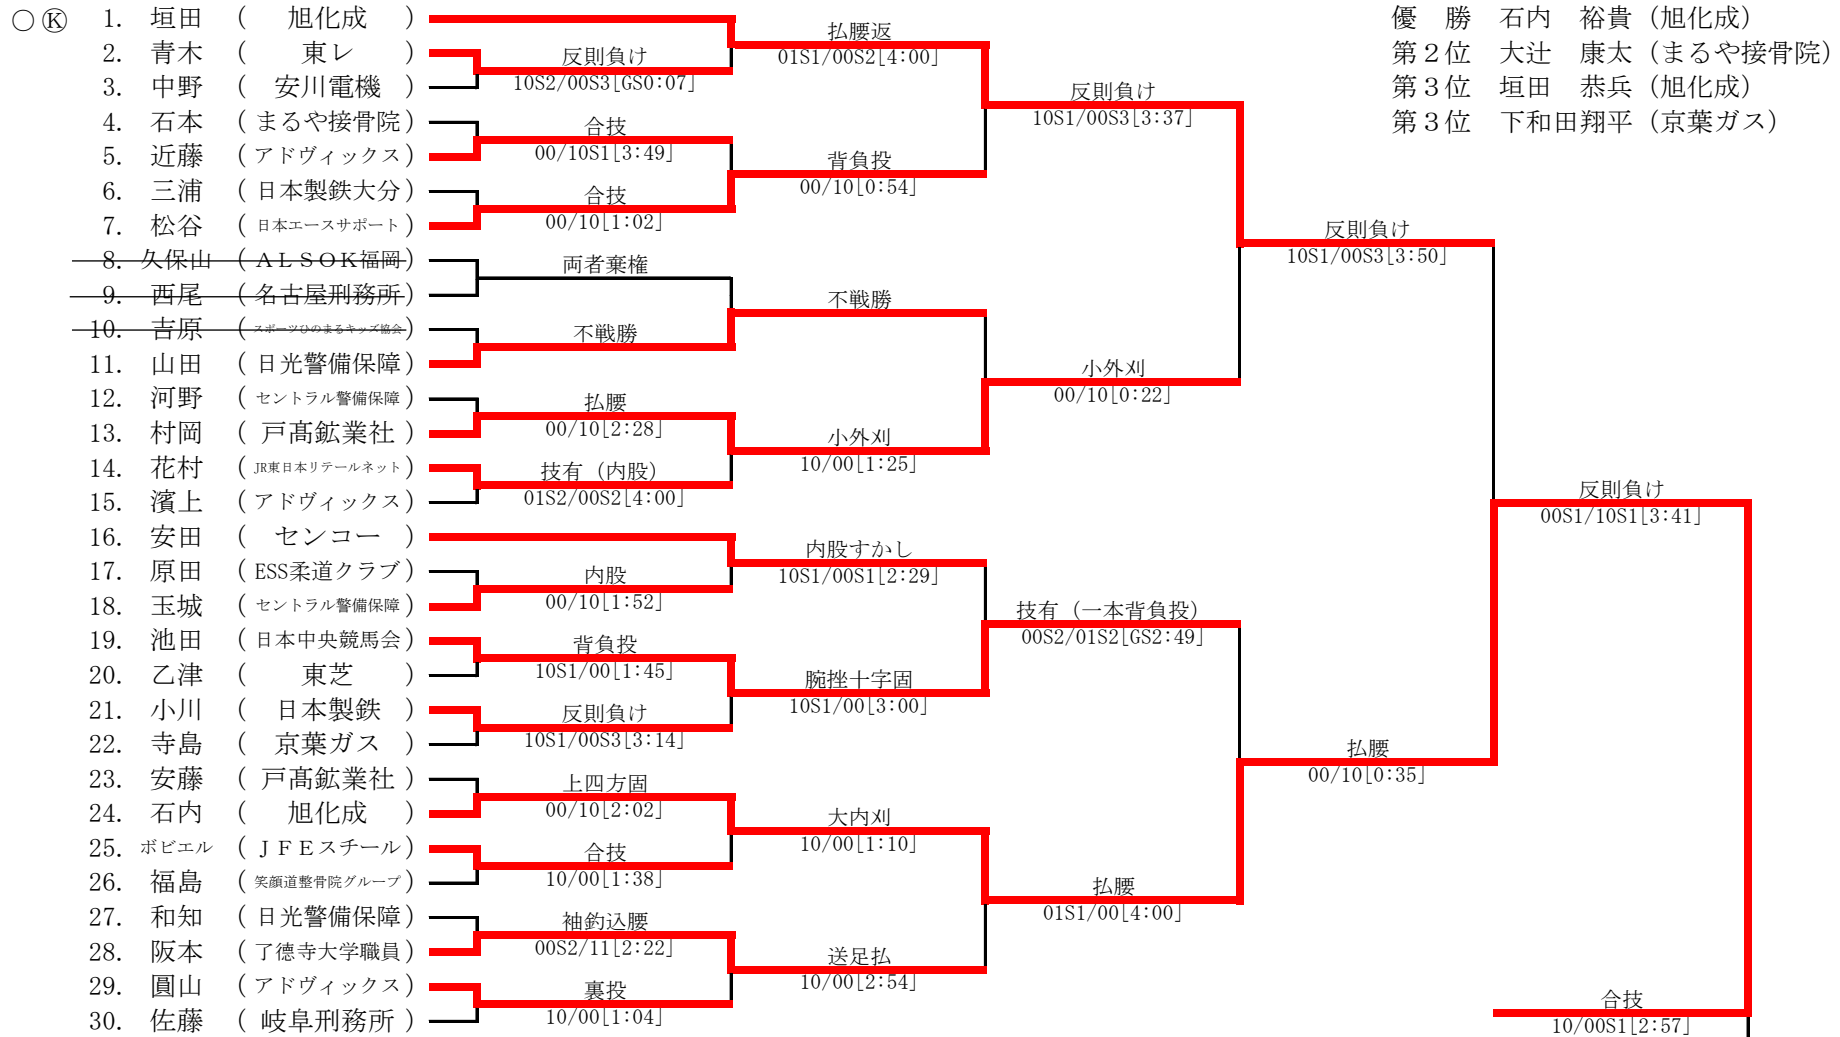 ○ Ⓚ 1. 垣田 ( 旭化成 )
2. 青木 ( 東レ )
3. 中野 ( 安川電機 )
4. 石本 ( まるや接骨院 )
5. 近藤 ( アドヴィックス )
6. 三浦 ( 日本製鉄大分 )
7. 松谷 ( 日本エースサポート )
8. 久保山 ( ALSOK福岡 )
9. 西尾 ( 名古屋刑務所 )
10. 吉原 ( スポーツひのまるキッズ協会 )
11. 山田 ( 日光警備保障 )
12. 河野 ( セントラル警備保障 )
13. 村岡 ( 戸髙鉱業社 )
14. 花村 ( JR東日本リテールネット )
15. 濱上 ( アドヴィックス )
16. 安田 ( センコー )
17. 原田 ( ESS柔道クラブ )
18. 玉城 ( セントラル警備保障 )
19. 池田 ( 日本中央競馬会 )
20. 乙津 ( 東芝 )
21. 小川 ( 日本製鉄 )
22. 寺島 ( 京葉ガス )
23. 安藤 ( 戸髙鉱業社 )
24. 石内 ( 旭化成 )
25. ボビエル ( JFEスチール )
26. 福島 ( 笑顔道整骨院グループ )
27. 和知 ( 日光警備保障 )
28. 阪本 ( 了德寺大学職員 )
29. 圓山 ( アドヴィックス )
30. 佐藤 ( 岐阜刑務所 )
反則負け
10S2/00S3[GS0:07]
合技
00/10S1[3:49]
合技
00/10[1:02]
両者棄権
不戦勝
払腰
00/10[2:28]
技有（内股）
01S2/00S2[4:00]
内股
00/10[1:52]
背負投
10S1/00[1:45]
反則負け
10S1/00S3[3:14]
上四方固
00/10[2:02]
合技
10/00[1:38]
袖釣込腰
00S2/11[2:22]
裏投
10/00[1:04]
払腰返
01S1/00S2[4:00]
背負投
00/10[0:54]
不戦勝
小外刈
10/00[1:25]
内股すかし
10S1/00S1[2:29]
腕挫十字固
10S1/00[3:00]
大内刈
10/00[1:10]
送足払
10/00[2:54]
反則負け
10S1/00S3[3:37]
小外刈
00/10[0:22]
技有（一本背負投）
00S2/01S2[GS2:49]
払腰
01S1/00[4:00]
反則負け
10S1/00S3[3:50]
払腰
00/10[0:35]
反則負け
00S1/10S1[3:41]
合技
10/00S1[2:57]
優　勝　石内　裕貴（旭化成）
第２位　大辻　康太（まるや接骨院）
第３位　垣田　恭兵（旭化成）
第３位　下和田翔平（京葉ガス）